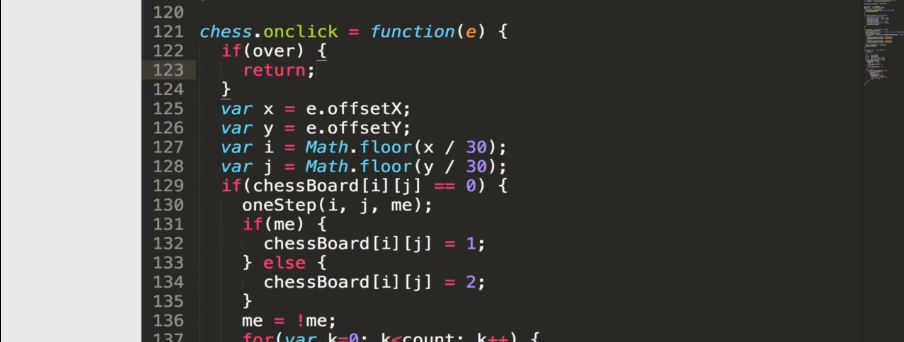 120
121 chess.onclick = function(e) {
122   if(over) {
123     return;
124   }
125   var x = e.offsetX;
126   var y = e.offsetY;
127   var i = Math.floor(x / 30);
128   var j = Math.floor(y / 30);
129   if(chessBoard[i][j] == 0) {
130     oneStep(i, j, me);
131     if(me) {
132       chessBoard[i][j] = 1;
133     } else {
134       chessBoard[i][j] = 2;
135     }
136     me = !me;
137     for(var k=0; k<count; k++) {